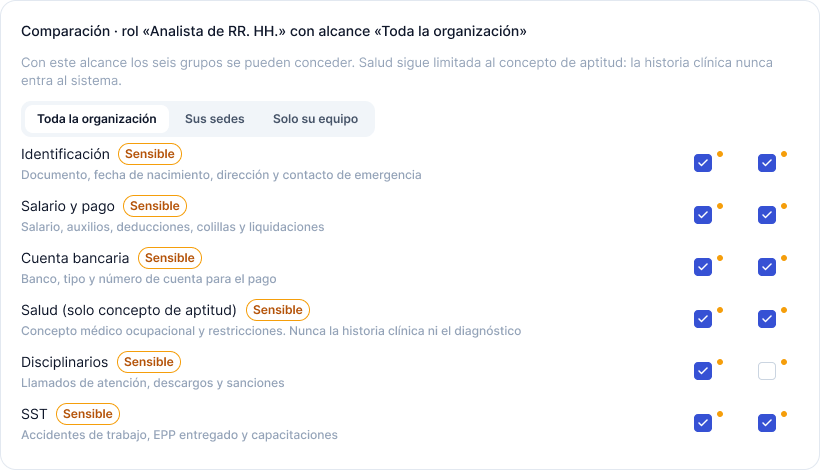 Comparación · rol «Analista de RR. HH.» con alcance «Toda la organización»
Con este alcance los seis grupos se pueden conceder. Salud sigue limitada al concepto de aptitud: la historia clínica nunca
entra al sistema.
Toda la organización Sus sedes Solo su equipo
Identificación Sensible
Documento, fecha de nacimiento, dirección y contacto de emergencia
Salario y pago Sensible
Salario, auxilios, deducciones, colillas y liquidaciones
Cuenta bancaria Sensible
Banco, tipo y número de cuenta para el pago
Salud (solo concepto de aptitud) Sensible
Concepto médico ocupacional y restricciones. Nunca la historia clínica ni el diagnóstico
Disciplinarios Sensible
Llamados de atención, descargos y sanciones
SST Sensible
Accidentes de trabajo, EPP entregado y capacitaciones